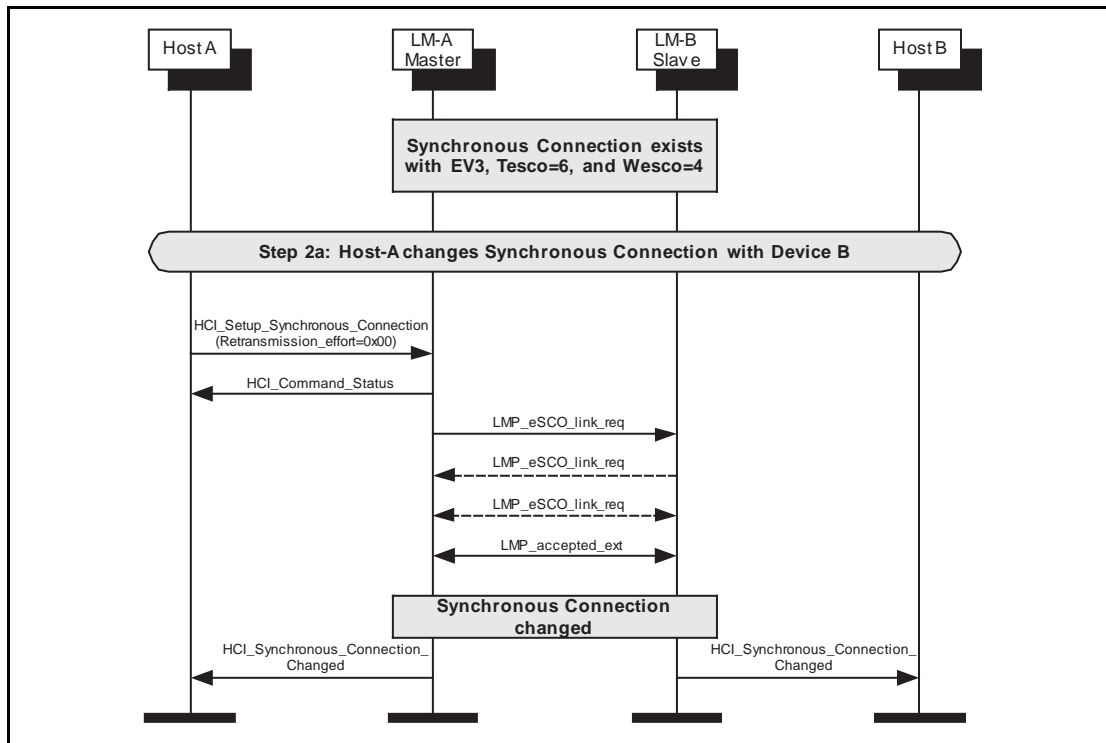 Host A
LM-A
Master
LM-B
Slave
Host B
Synchronous Connection exists
with EV3, Tesco=6, and Wesco=4
Step 2a: Host-A changes Synchronous Connection with Device B
HCI_Setup_Synchronous_Connection
(Retransmission_effort=0x00)
HCI_Command_Status
LMP_eSCO_link_req
LMP_eSCO_link_req
LMP_eSCO_link_req
LMP_accepted_ext
Synchronous Connection
changed
HCI_Synchronous_Connection_
Changed
HCI_Synchronous_Connection_
Changed